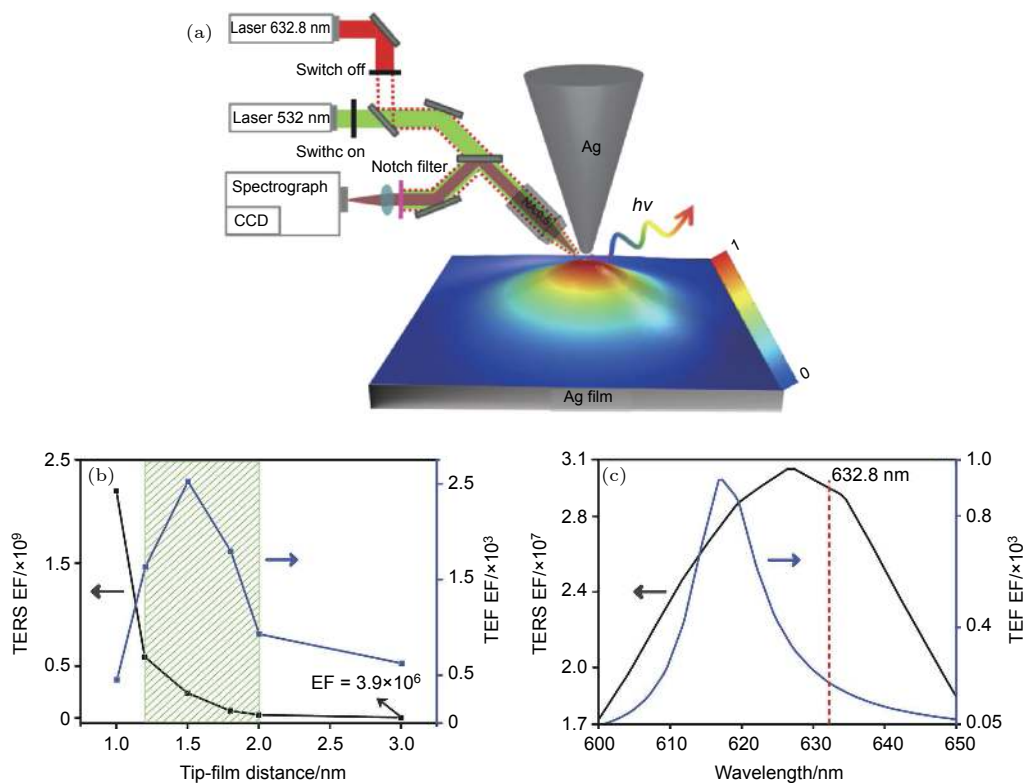 (a)
Laser 632.8 nm
Switch off
Laser 532 nm
Swithc on
Notch filter
Spectrograph
CCD
Ag
hν
1
0
Ag film
(b)
TERS EF/×10⁹
2.5
1.5
0.5
0
TEF EF/×10³
2.5
1.5
0.5
0
EF = 3.9×10⁶
1.0 1.5 2.0 2.5 3.0
Tip-film distance/nm
(c)
632.8 nm
TERS EF/×10⁷
3.1
2.8
2.4
2.0
1.7
TEF EF/×10³
1.0
0.8
0.4
0.05
600 610 620 630 640 650
Wavelength/nm